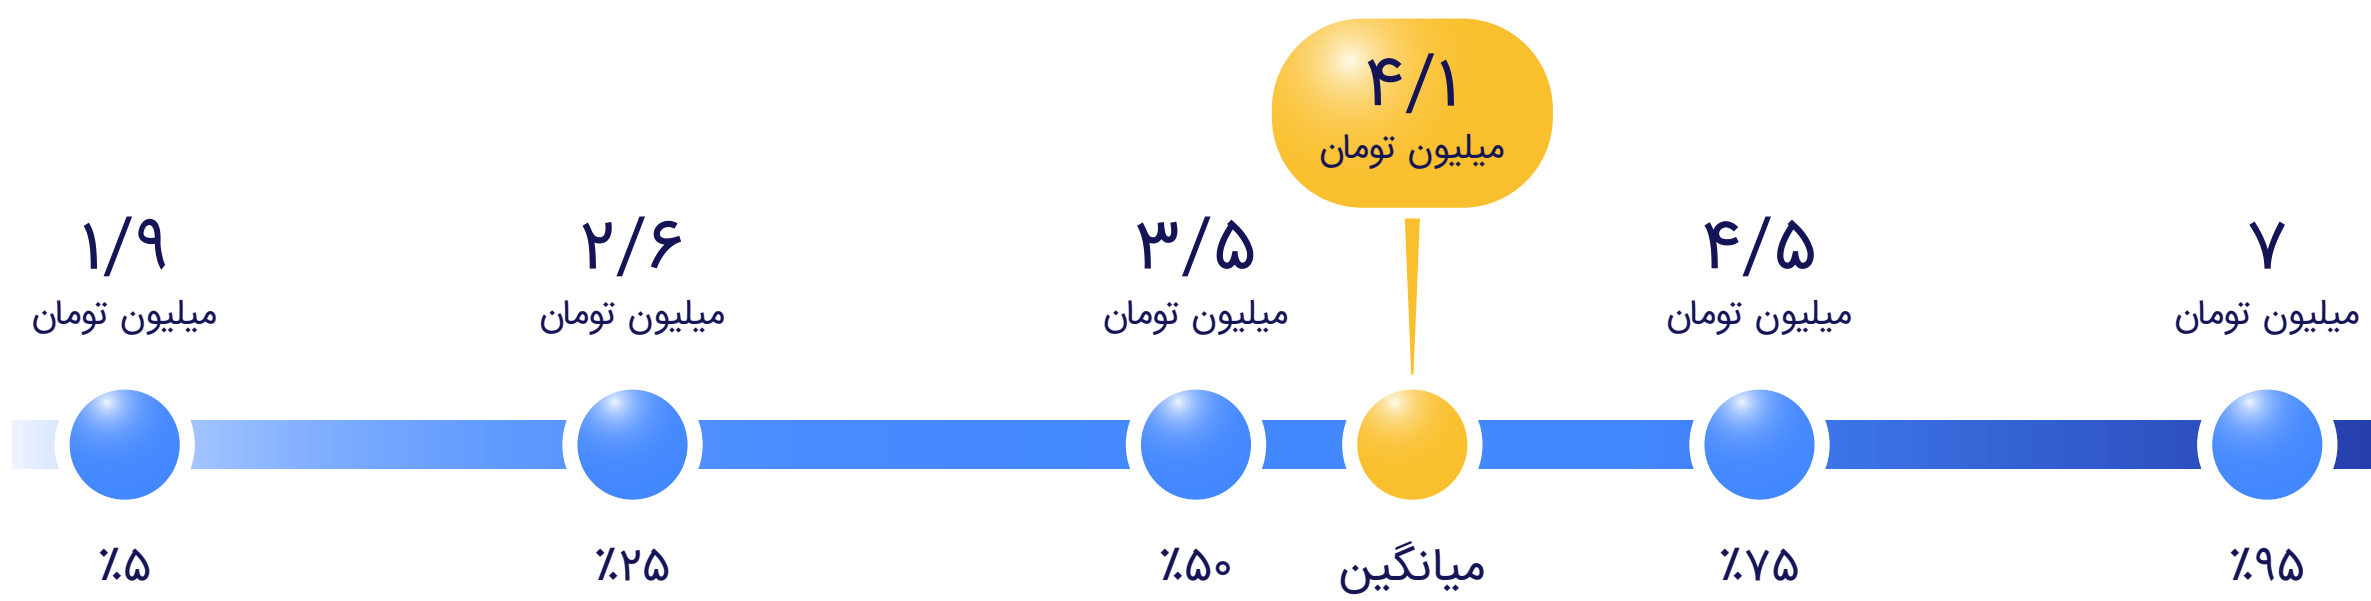 ۴/۱
میلیون تومان
۱/۹
میلیون تومان
۲/۶
میلیون تومان
۳/۵
میلیون تومان
۴/۵
میلیون تومان
۷
میلیون تومان
٪۵
٪۲۵
٪۵۰
میانگین
٪۷۵
٪۹۵